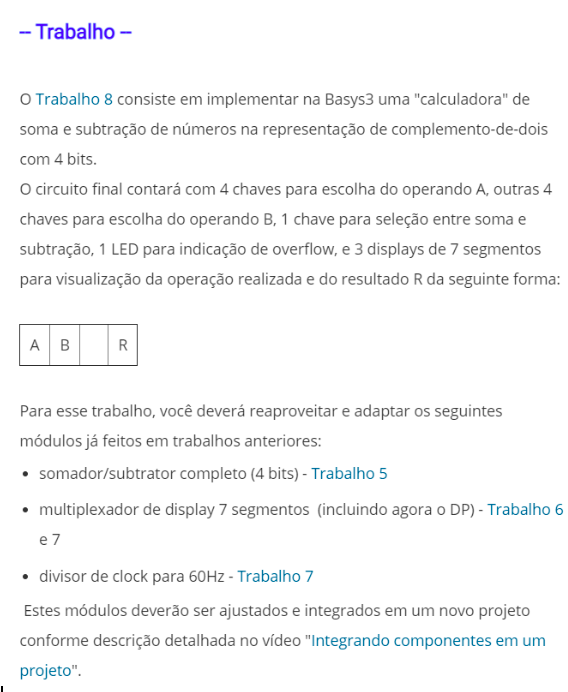 -- Trabalho --
O Trabalho 8 consiste em implementar na Basys3 uma "calculadora" de
soma e subtração de números na representação de complemento-de-dois
com 4 bits.
O circuito final contará com 4 chaves para escolha do operando A, outras 4
chaves para escolha do operando B, 1 chave para seleção entre soma e
subtração, 1 LED para indicação de overflow, e 3 displays de 7 segmentos
para visualização da operação realizada e do resultado R da seguinte forma:
A B R
Para esse trabalho, você deverá reaproveitar e adaptar os seguintes
módulos já feitos em trabalhos anteriores:
• somador/subtrator completo (4 bits) - Trabalho 5
• multiplexador de display 7 segmentos (incluindo agora o DP) - Trabalho 6
e 7
• divisor de clock para 60Hz - Trabalho 7
Estes módulos deverão ser ajustados e integrados em um novo projeto
conforme descrição detalhada no vídeo "Integrando componentes em um
projeto".